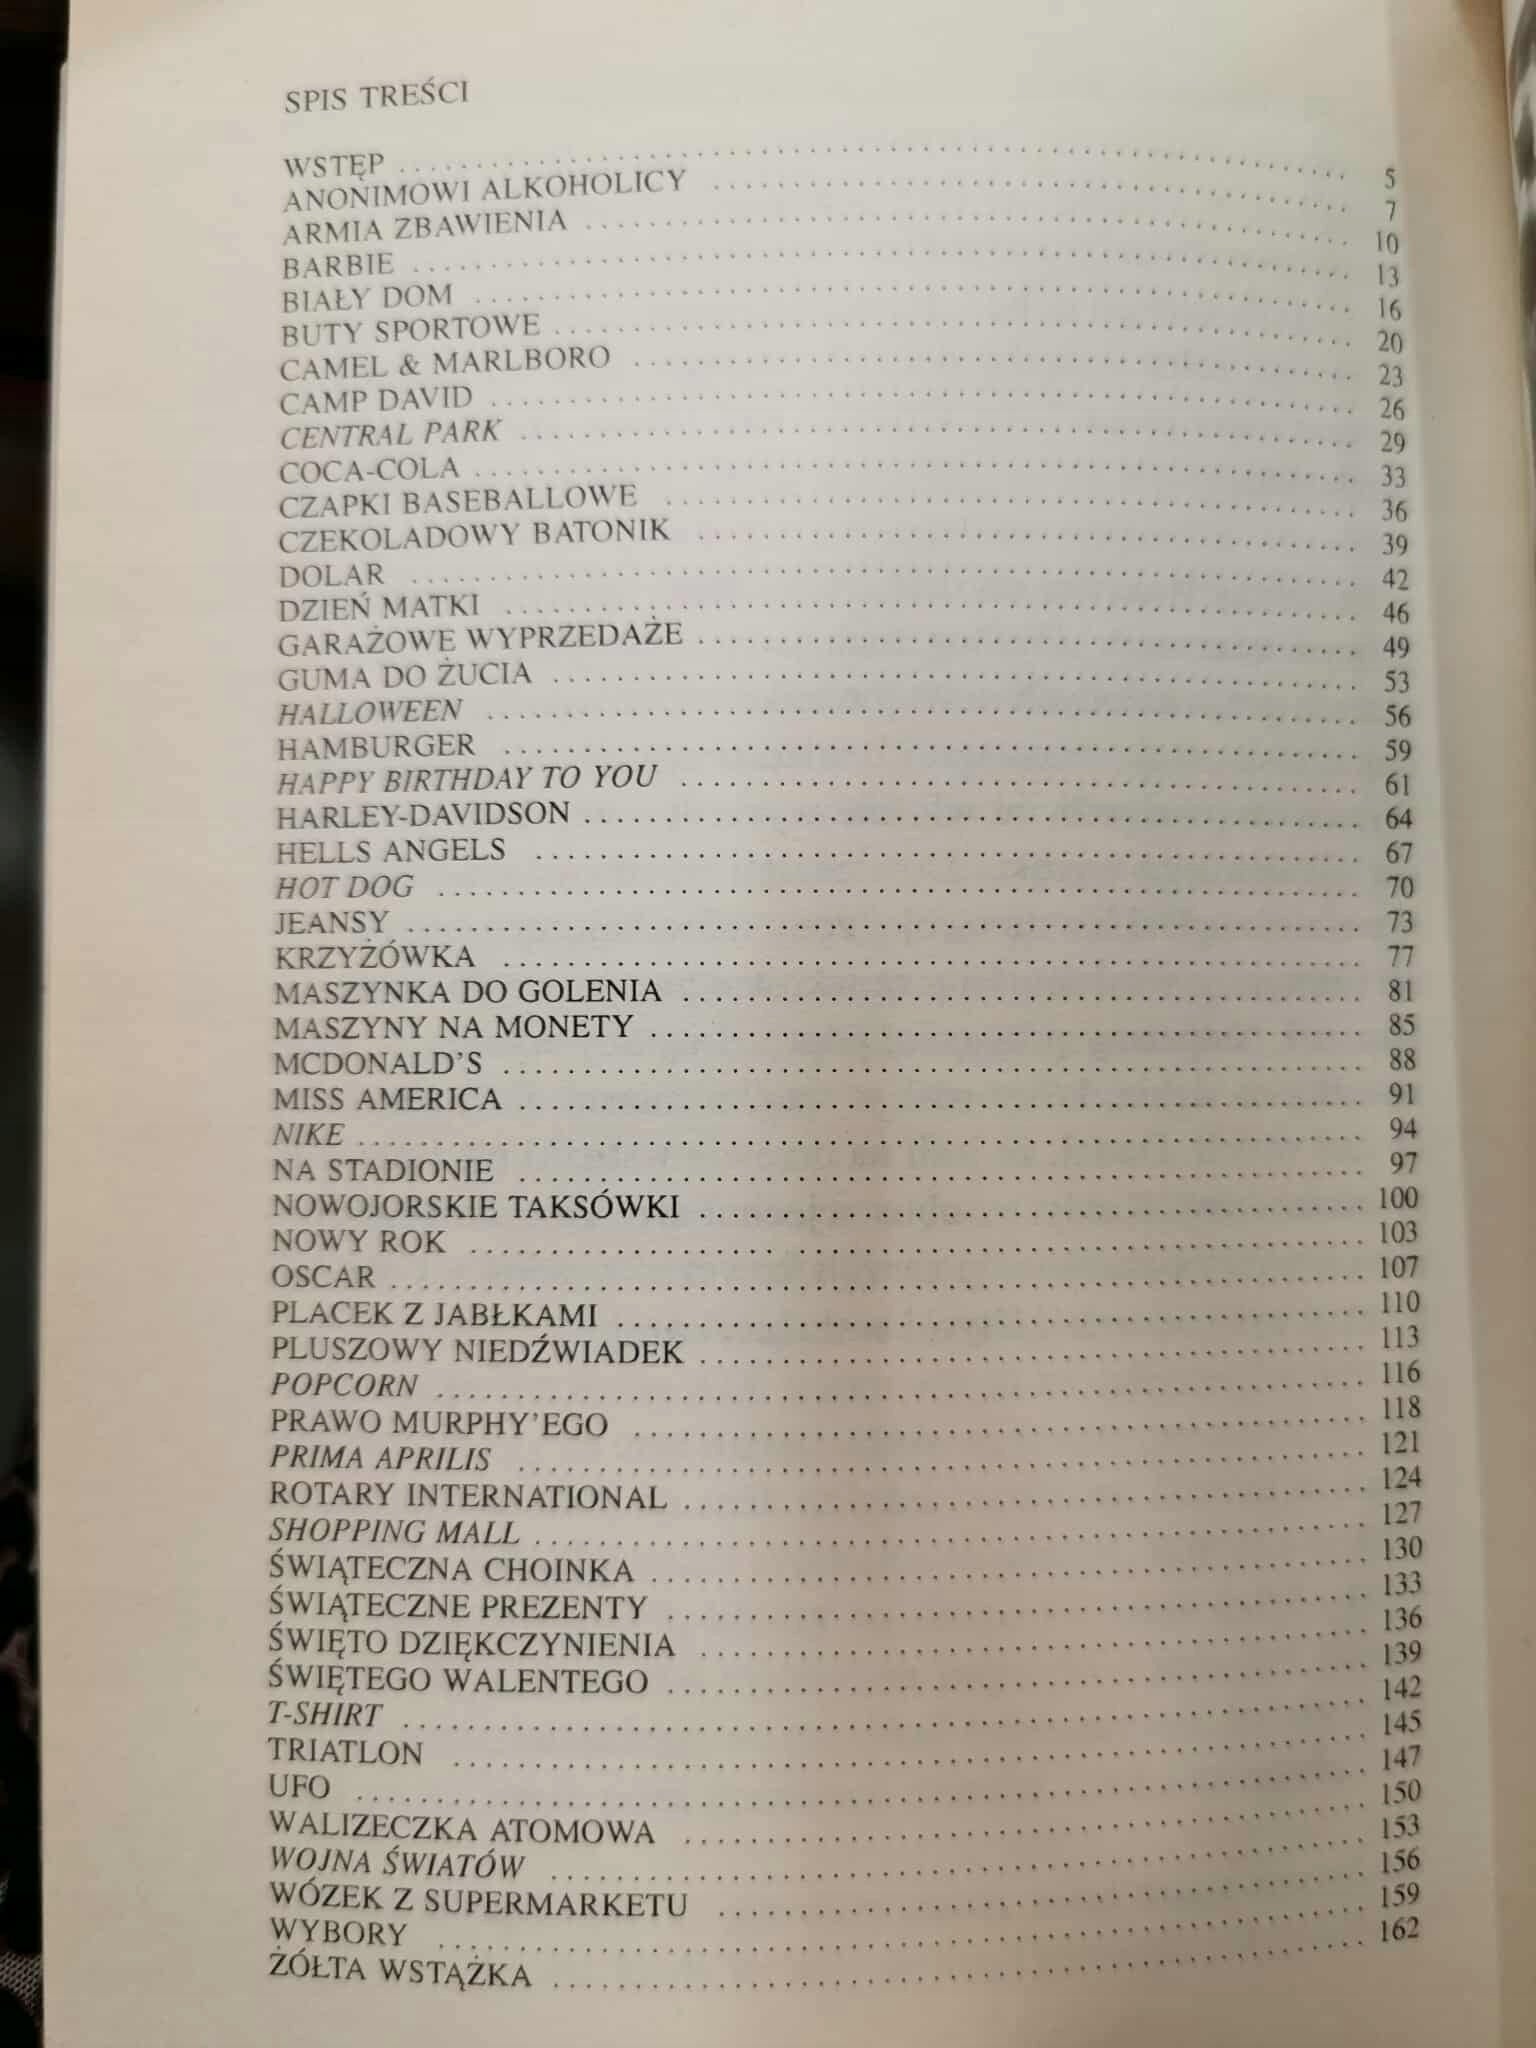 SPIS TREŚCI
WSTĘP ........ 5
ANONIMOWI ALKOHOLICY ........ 7
ARMIA ZBAWIENIA ........ 10
BARBIE ........ 13
BIAŁY DOM ........ 16
BUTY SPORTOWE ........ 20
CAMEL & MARLBORO ........ 23
CAMP DAVID ........ 26
CENTRAL PARK ........ 29
COCA-COLA ........ 33
CZAPKI BASEBALLOWE ........ 36
CZEKOLADOWY BATONIK ........ 39
DOLAR ........ 42
DZIEŃ MATKI ........ 46
GARAŻOWE WYPRZEDAŻE ........ 49
GUMA DO ŻUCIA ........ 53
HALLOWEEN ........ 56
HAMBURGER ........ 59
HAPPY BIRTHDAY TO YOU ........ 61
HARLEY-DAVIDSON ........ 64
HELLS ANGELS ........ 67
HOT DOG ........ 70
JEANSY ........ 73
KRZYŻÓWKA ........ 77
MASZYNKA DO GOLENIA ........ 81
MASZYNY NA MONETY ........ 85
MCDONALD'S ........ 88
MISS AMERICA ........ 91
NIKE ........ 94
NA STADIONIE ........ 97
NOWOJORSKIE TAKSÓWKI ........ 100
NOWY ROK ........ 103
OSCAR ........ 107
PLACEK Z JABŁKAMI ........ 110
PLUSZOWY NIEDŹWIADEK ........ 113
POPCORN ........ 116
PRAWO MURPHY'EGO ........ 118
PRIMA APRILIS ........ 121
ROTARY INTERNATIONAL ........ 124
SHOPPING MALL ........ 127
ŚWIĄTECZNA CHOINKA ........ 130
ŚWIĄTECZNE PREZENTY ........ 133
ŚWIĘTO DZIĘKCZYNIENIA ........ 136
ŚWIĘTEGO WALENTEGO ........ 139
T-SHIRT ........ 142
TRIATLON ........ 145
UFO ........ 147
WALIZECZKA ATOMOWA ........ 150
WOJNA ŚWIATÓW ........ 153
WÓZEK Z SUPERMARKETU ........ 156
WYBORY ........ 159
ŻÓŁTA WSTĄŻKA ........ 162